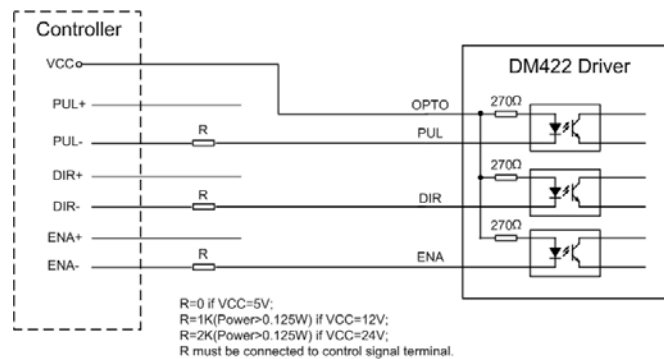 Controller
VCC
DM422 Driver
PUL+
OPTO
270Ω
PUL-
R
PUL
DIR+
270Ω
DIR-
R
DIR
ENA+
270Ω
ENA-
R
ENA
R=0 if VCC=5V;
R=1K(Power>0.125W) if VCC=12V;
R=2K(Power>0.125W) if VCC=24V;
R must be connected to control signal terminal.